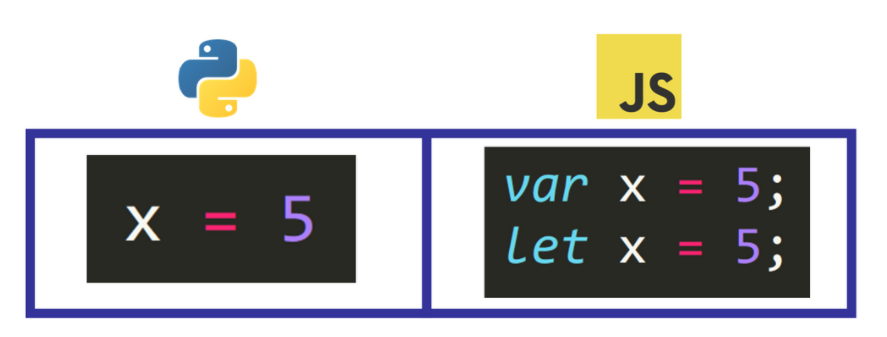 JS
x = 5
var x = 5;
let x = 5;